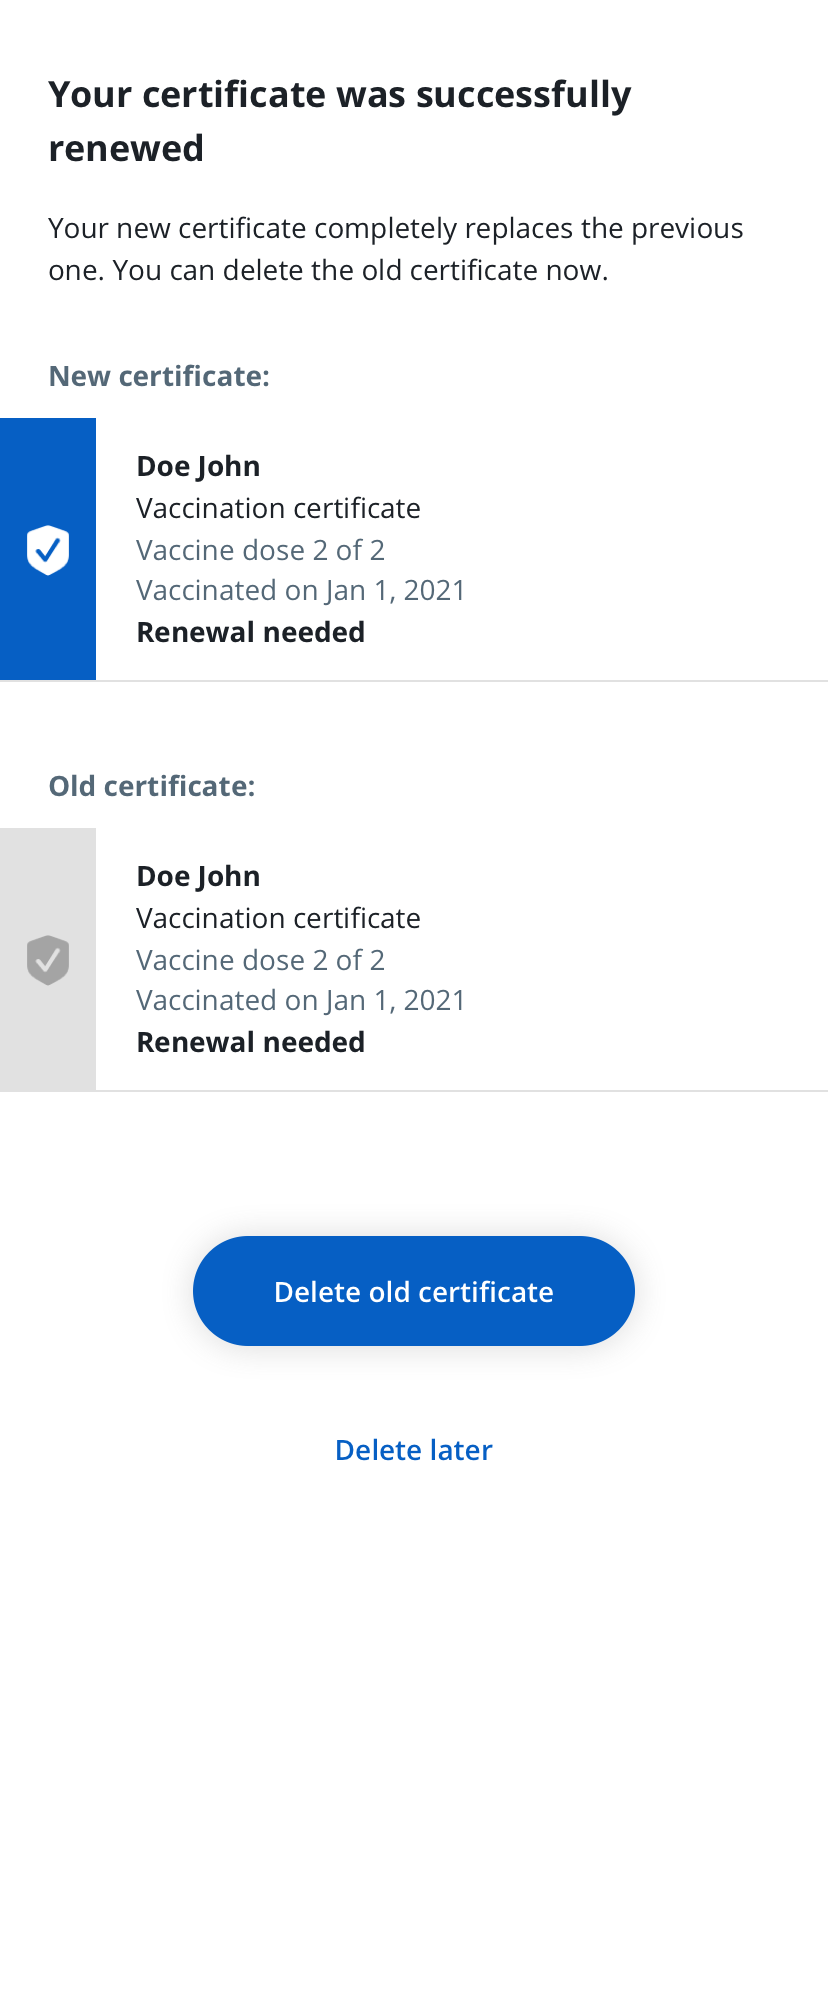 Your certificate was successfully
renewed
Your new certificate completely replaces the previous
one. You can delete the old certificate now.
New certificate:
Doe John
Vaccination certificate
Vaccine dose 2 of 2
Vaccinated on Jan 1, 2021
Renewal needed
Old certificate:
Doe John
Vaccination certificate
Vaccine dose 2 of 2
Vaccinated on Jan 1, 2021
Renewal needed
Delete old certificate
Delete later